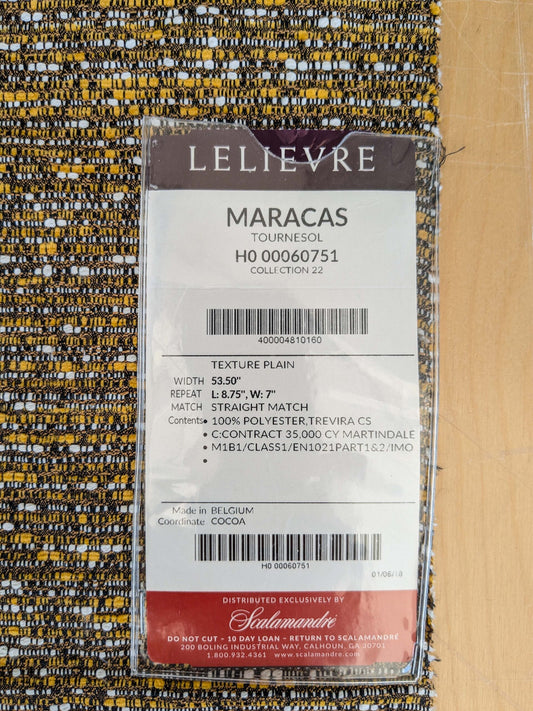 LELIEVRE
MARACAS
TOURNESOL
H0 00060751
COLLECTION 22
400004810160
TEXTURE PLAIN
WIDTH 53.50"
REPEAT L: 8.75", W: 7"
MATCH STRAIGHT MATCH
Contents• 100% POLYESTER,TREVIRA CS
• C:CONTRACT 35,000 CY MARTINDALE
• M1B1/CLASS1/EN1021PART1&2/IMO
•
Made in BELGIUM
Coordinate COCOA
H0 00060751
01/06/18
DISTRIBUTED EXCLUSIVELY BY
Scalamandré
DO NOT CUT - 10 DAY LOAN - RETURN TO SCALAMANDRÉ
200 BOLING INDUSTRIAL WAY, CALHOUN, GA 30701
1.800.932.4361 www.scalamandre.com